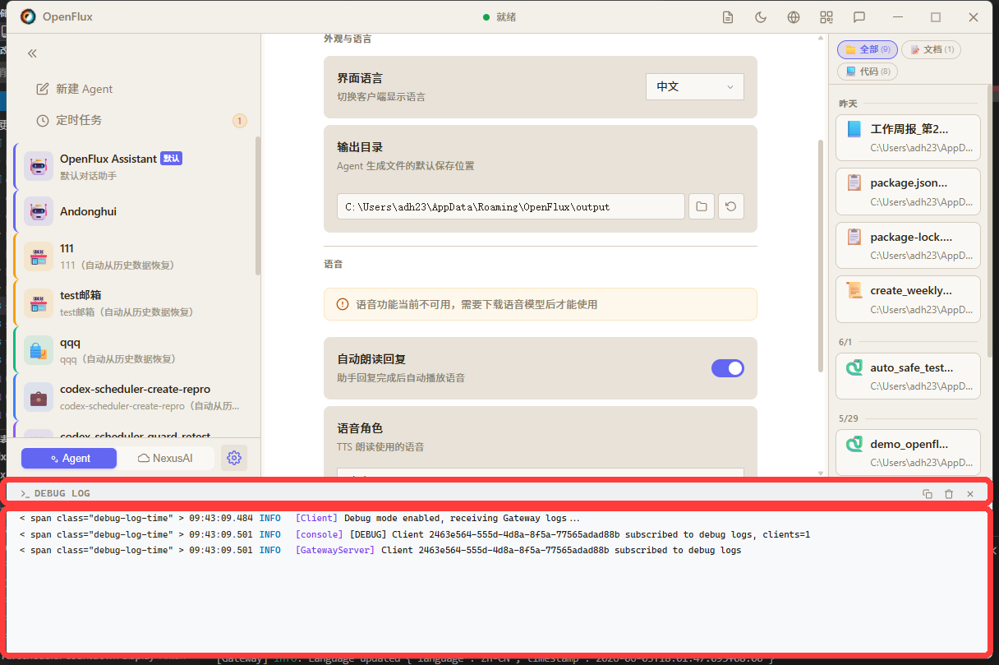 OpenFlux
就绪
新建 Agent
定时任务
1
OpenFlux Assistant 默认
默认对话助手
Andonghui
111
111（自动从历史数据恢复）
test邮箱
test邮箱（自动从历史数据恢复）
qqq
qqq（自动从历史数据恢复）
codex-scheduler-create-repro
codex-scheduler-create-repro（自动从历...
codex-scheduler-guard-retest
Agent
NexusAI
外观与语言
界面语言
切换客户端显示语言
中文
输出目录
Agent 生成文件的默认保存位置
C:\Users\adh23\AppData\Roaming\OpenFlux\output
语音
语音功能当前不可用，需要下载语音模型后才能使用
自动朗读回复
助手回复完成后自动播放语音
语音角色
TTS 朗读使用的语音
全部 (9)
文档 (1)
代码 (8)
昨天
工作周报_第2...
C:\Users\adh23\AppD...
package.json...
C:\Users\adh23\AppD...
package-lock....
C:\Users\adh23\AppD...
create_weekly...
C:\Users\adh23\AppD...
6/1
auto_safe_test...
C:\Users\adh23\AppD...
5/29
demo_openfl...
C:\Users\adh23\AppD...
>_ DEBUG LOG
< span class="debug-log-time" > 09:43:09.484 INFO [Client] Debug mode enabled, receiving Gateway logs...
< span class="debug-log-time" > 09:43:09.501 INFO [console] [DEBUG] Client 2463e564-555d-4d8a-8f5a-77565adad88b subscribed to debug logs, clients=1
< span class="debug-log-time" > 09:43:09.501 INFO [GatewayServer] Client 2463e564-555d-4d8a-8f5a-77565adad88b subscribed to debug logs